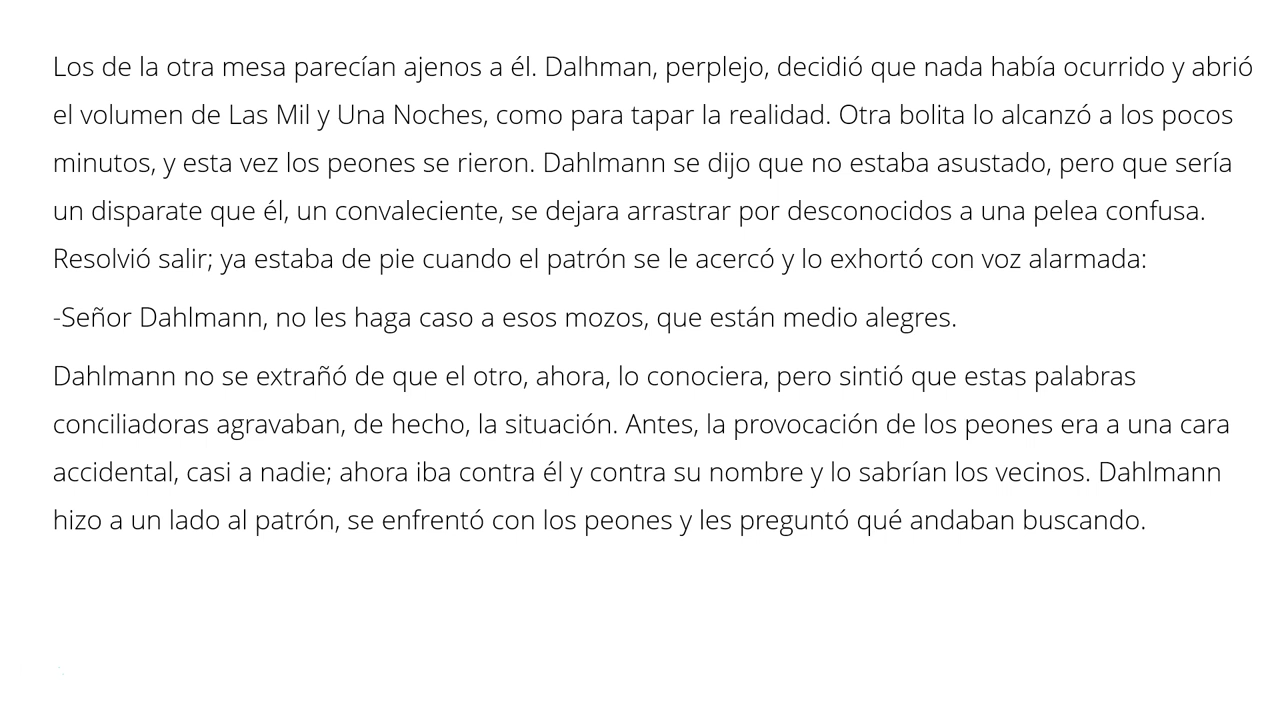 Los de la otra mesa parecían ajenos a él. Dalhman, perplejo, decidió que nada había ocurrido y abrió
el volumen de Las Mil y Una Noches, como para tapar la realidad. Otra bolita lo alcanzó a los pocos
minutos, y esta vez los peones se rieron. Dahlmann se dijo que no estaba asustado, pero que sería
un disparate que él, un convaleciente, se dejara arrastrar por desconocidos a una pelea confusa.
Resolvió salir; ya estaba de pie cuando el patrón se le acercó y lo exhortó con voz alarmada:
-Señor Dahlmann, no les haga caso a esos mozos, que están medio alegres.
Dahlmann no se extrañó de que el otro, ahora, lo conociera, pero sintió que estas palabras
conciliadoras agravaban, de hecho, la situación. Antes, la provocación de los peones era a una cara
accidental, casi a nadie; ahora iba contra él y contra su nombre y lo sabrían los vecinos. Dahlmann
hizo a un lado al patrón, se enfrentó con los peones y les preguntó qué andaban buscando.